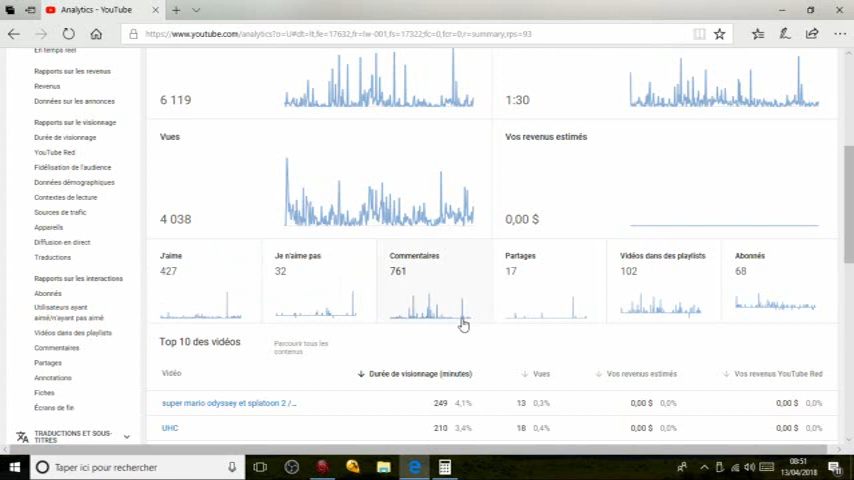 Analytics - YouTube
https://www.youtube.com/analytics?o=U#dt=lt,fe=17632,fr=lw-001,fs=17322;fc=0,fcr=0,r=summary,rps=93
En temps réel
Rapports sur les revenus
Revenus
Données sur les annonces
Rapports sur le visionnage
Durée de visionnage
YouTube Red
Fidélisation de l'audience
Données démographiques
Contextes de lecture
Sources de trafic
Appareils
Diffusion en direct
Traductions
Rapports sur les interactions
Abonnés
Utilisateurs ayant
aimé/n'ayant pas aimé
Vidéos dans des playlists
Commentaires
Partages
Annotations
Fiches
Écrans de fin
TRADUCTIONS ET SOUS-
TITRES
6 119
1:30
Vues
Vos revenus estimés
4 038
0,00 $
J'aime
Je n'aime pas
Commentaires
Partages
Vidéos dans des playlists
Abonnés
427
32
761
17
102
68
Top 10 des vidéos
Parcourir tous les
contenus
Vidéo
Durée de visionnage (minutes)
Vues
Vos revenus estimés
Vos revenus YouTube Red
super mario odyssey et splatoon 2 /...
249 4,1%
13 0,3%
0,00 $ 0,0%
0,00 $ 0,0%
UHC
210 3,4%
18 0,4%
0,00 $ 0,0%
0,00 $ 0,0%
Taper ici pour rechercher
08:51
13/04/2018